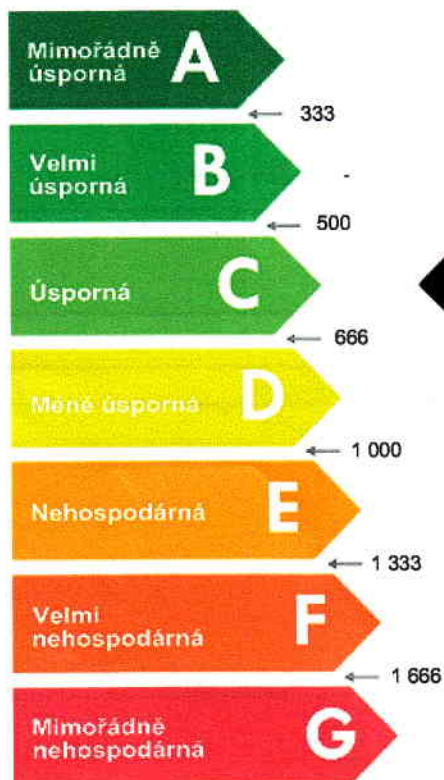 Mimořádně
úsporná A
333
Velmi
úsporná B
500
Úsporná C
666
Méně úsporná D
1 000
Nehospodárná E
1 333
Velmi
nehospodárná F
1 666
Mimořádně
nehospodárná G